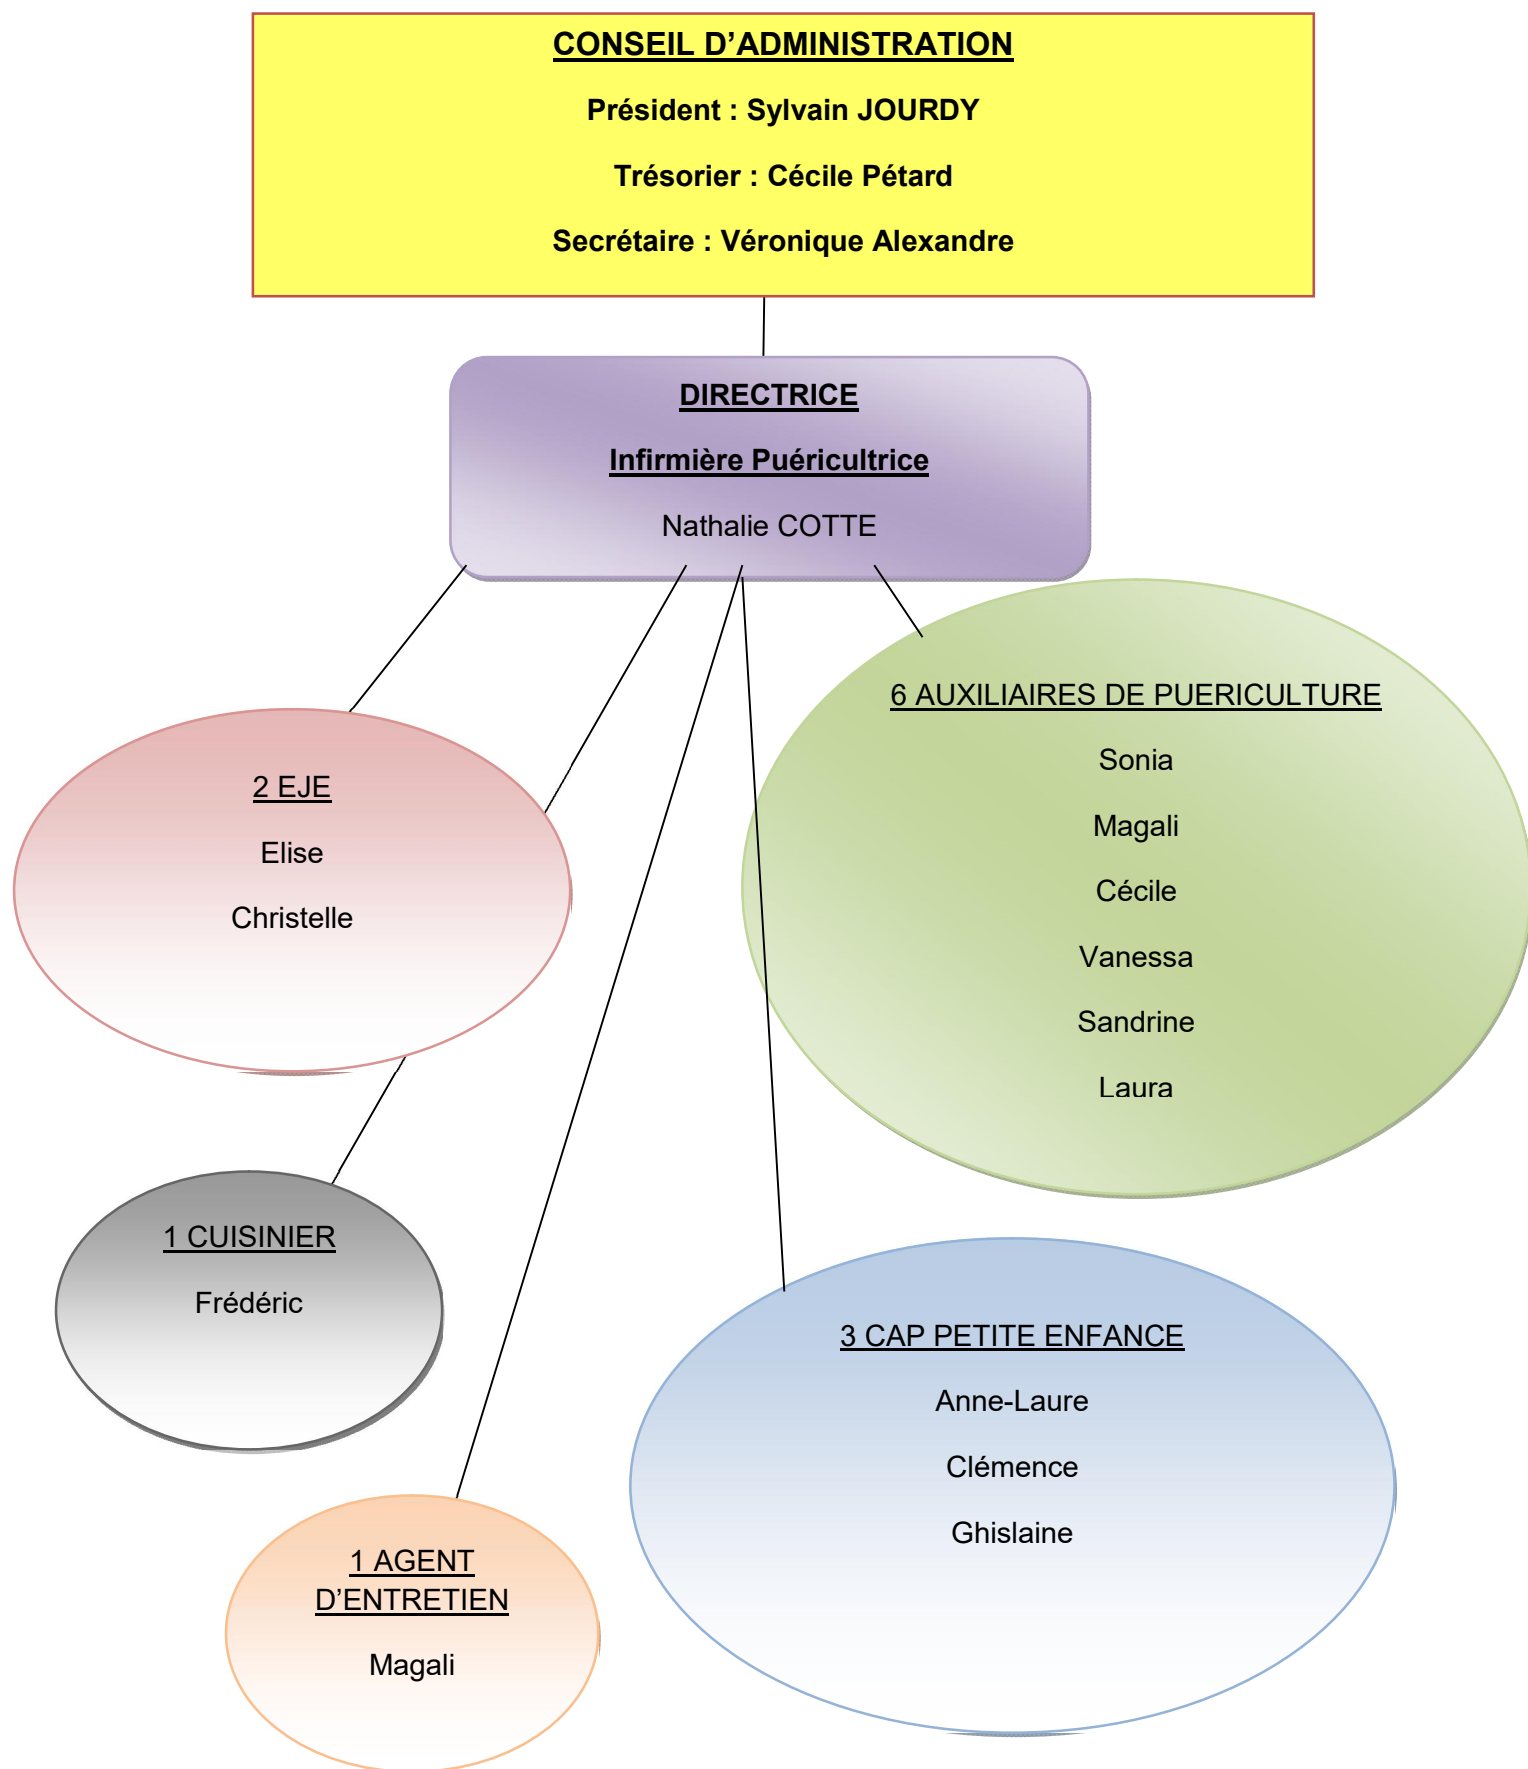 CONSEIL D’ADMINISTRATION
Président : Sylvain JOURDY
Trésorier : Cécile Pétard
Secrétaire : Véronique Alexandre
DIRECTRICE
Infirmière Puéricultrice
Nathalie COTTE
6 AUXILIAIRES DE PUERICULTURE
Sonia
Magali
Cécile
Vanessa
Sandrine
Laura
2 EJE
Elise
Christelle
1 CUISINIER
Frédéric
3 CAP PETITE ENFANCE
Anne-Laure
Clémence
Ghislaine
1 AGENT
D’ENTRETIEN
Magali